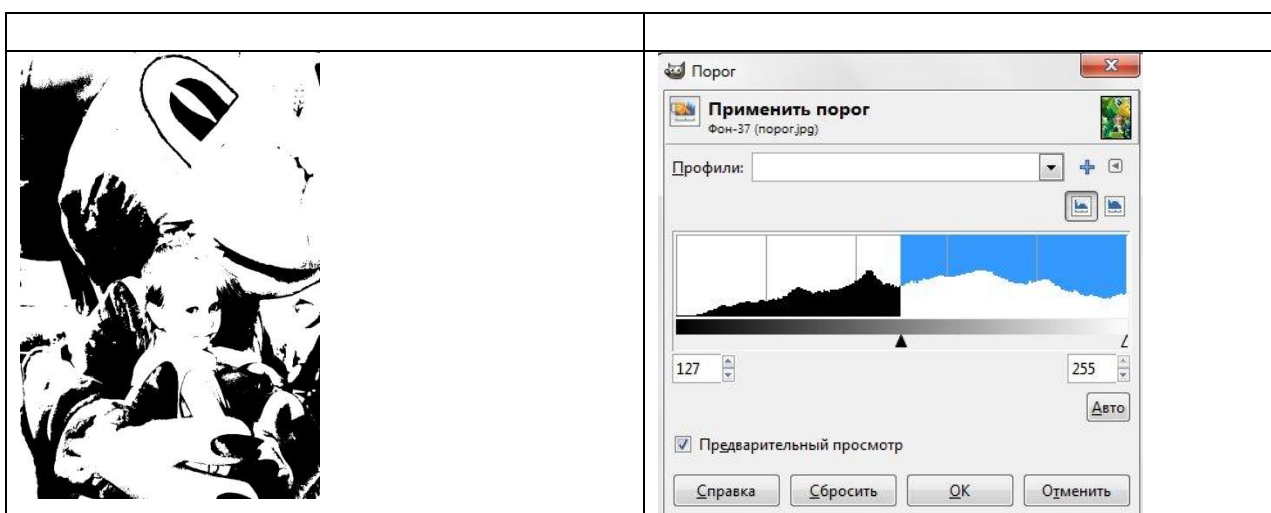 Порог
Применить порог
Фон-37 (порог.jpg)
Профили:
127
255
Авто
Предварительный просмотр
Справка
Сбросить
OK
Отменить